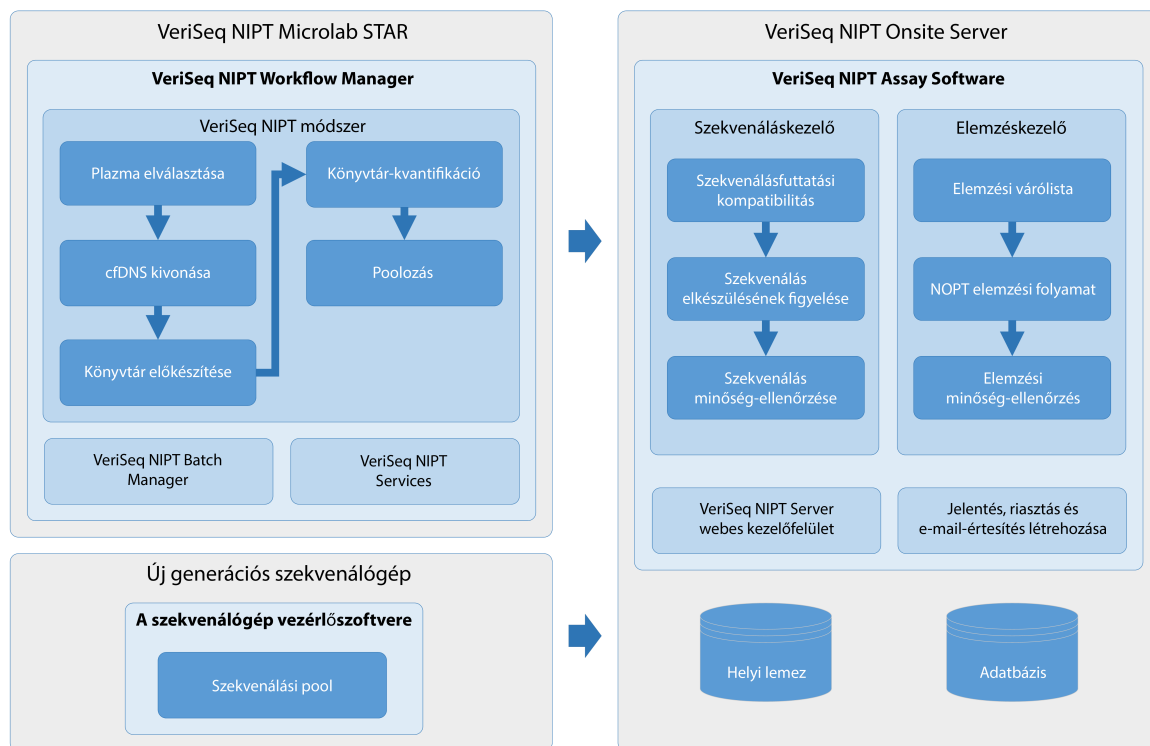 VeriSeq NIPT Microlab STAR
VeriSeq NIPT Workflow Manager
VeriSeq NIPT módszer
Plazma elválasztása
cfDNS kivonása
Könyvtár előkészítése
Könyvtár-kvantifikáció
Poolozás
VeriSeq NIPT Batch
Manager
VeriSeq NIPT
Services
Új generációs szekvenálógép
A szekvenálógép vezérlőszoftvere
Szekvenálási pool
VeriSeq NIPT Onsite Server
VeriSeq NIPT Assay Software
Szekvenáláskezelő
Szekvenálásfuttatási
kompatibilitás
Szekvenálás
elkészülésének figyelése
Szekvenálás
minőség-ellenőrzése
Elemzéskezelő
Elemzési várólista
NOPT elemzési folyamat
Elemzési
minőség-ellenőrzés
VeriSeq NIPT Server
webes kezelőfelület
Jelentés, riasztás és
e-mail-értesítés létrehozása
Helyi lemez
Adatbázis